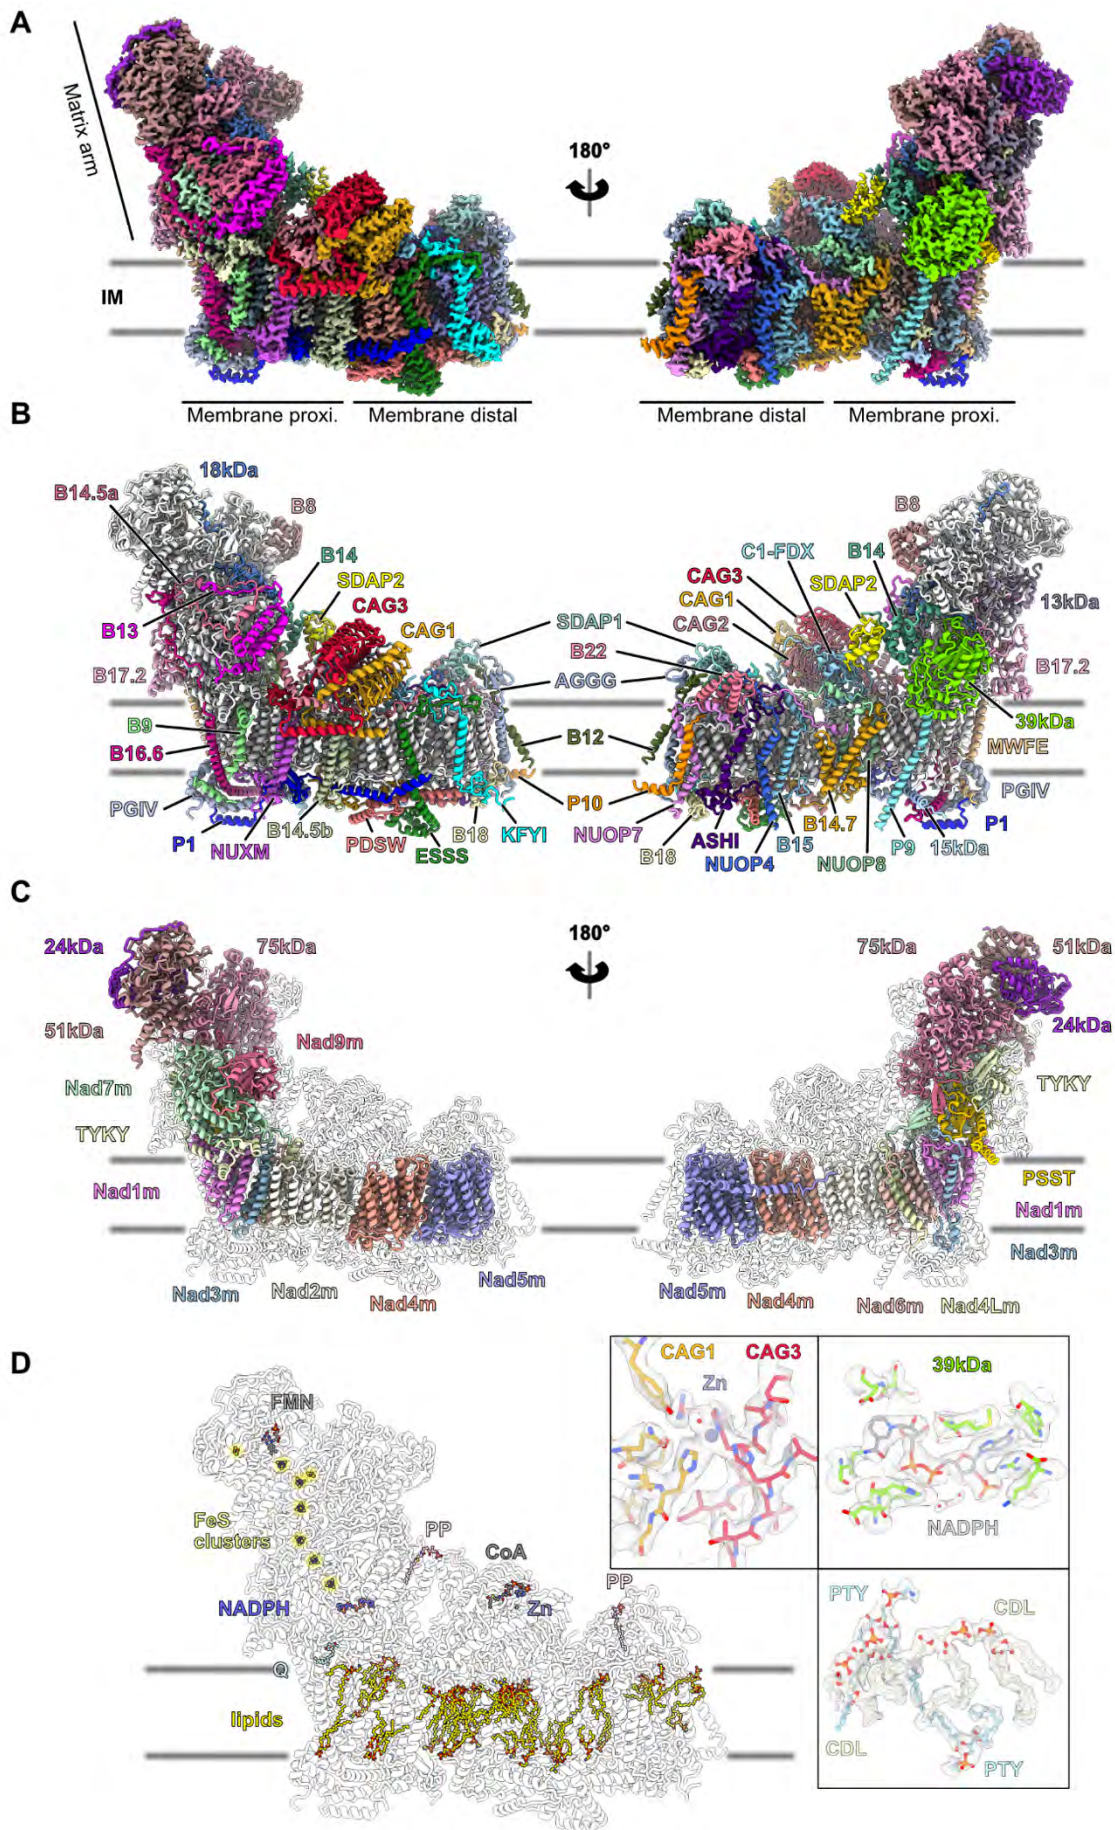 A
Matrix arm
180°
IM
Membrane proxi.
Membrane distal
Membrane distal
Membrane proxi.
B
18kDa
B14.5a
B8
B14
SDAP2
CAG3
CAG1
B13
B17.2
B9
B16.6
PGIV
P1
NUXM
B14.5b
PDSW
ESSS
B18
KFYI
SDAP1
B22
AGGG
B12
P10
NUOP7
B18
ASHI
NUOP4
B15
B14.7
NUOP8
P9
15kDa
P1
PGIV
MWFE
39kDa
B17.2
13kDa
B8
C1-FDX
B14
CAG3
SDAP2
CAG1
CAG2
C
180°
24kDa
75kDa
51kDa
Nad9m
Nad7m
TYKY
Nad1m
Nad3m
Nad2m
Nad4m
Nad5m
75kDa
51kDa
24kDa
TYKY
PSST
Nad1m
Nad3m
Nad5m
Nad4m
Nad6m
Nad4Lm
D
FMN
FeS
clusters
PP
CoA
NADPH
Zn
PP
Q
lipids
CAG1
CAG3
Zn
39kDa
NADPH
PTY
CDL
CDL
PTY